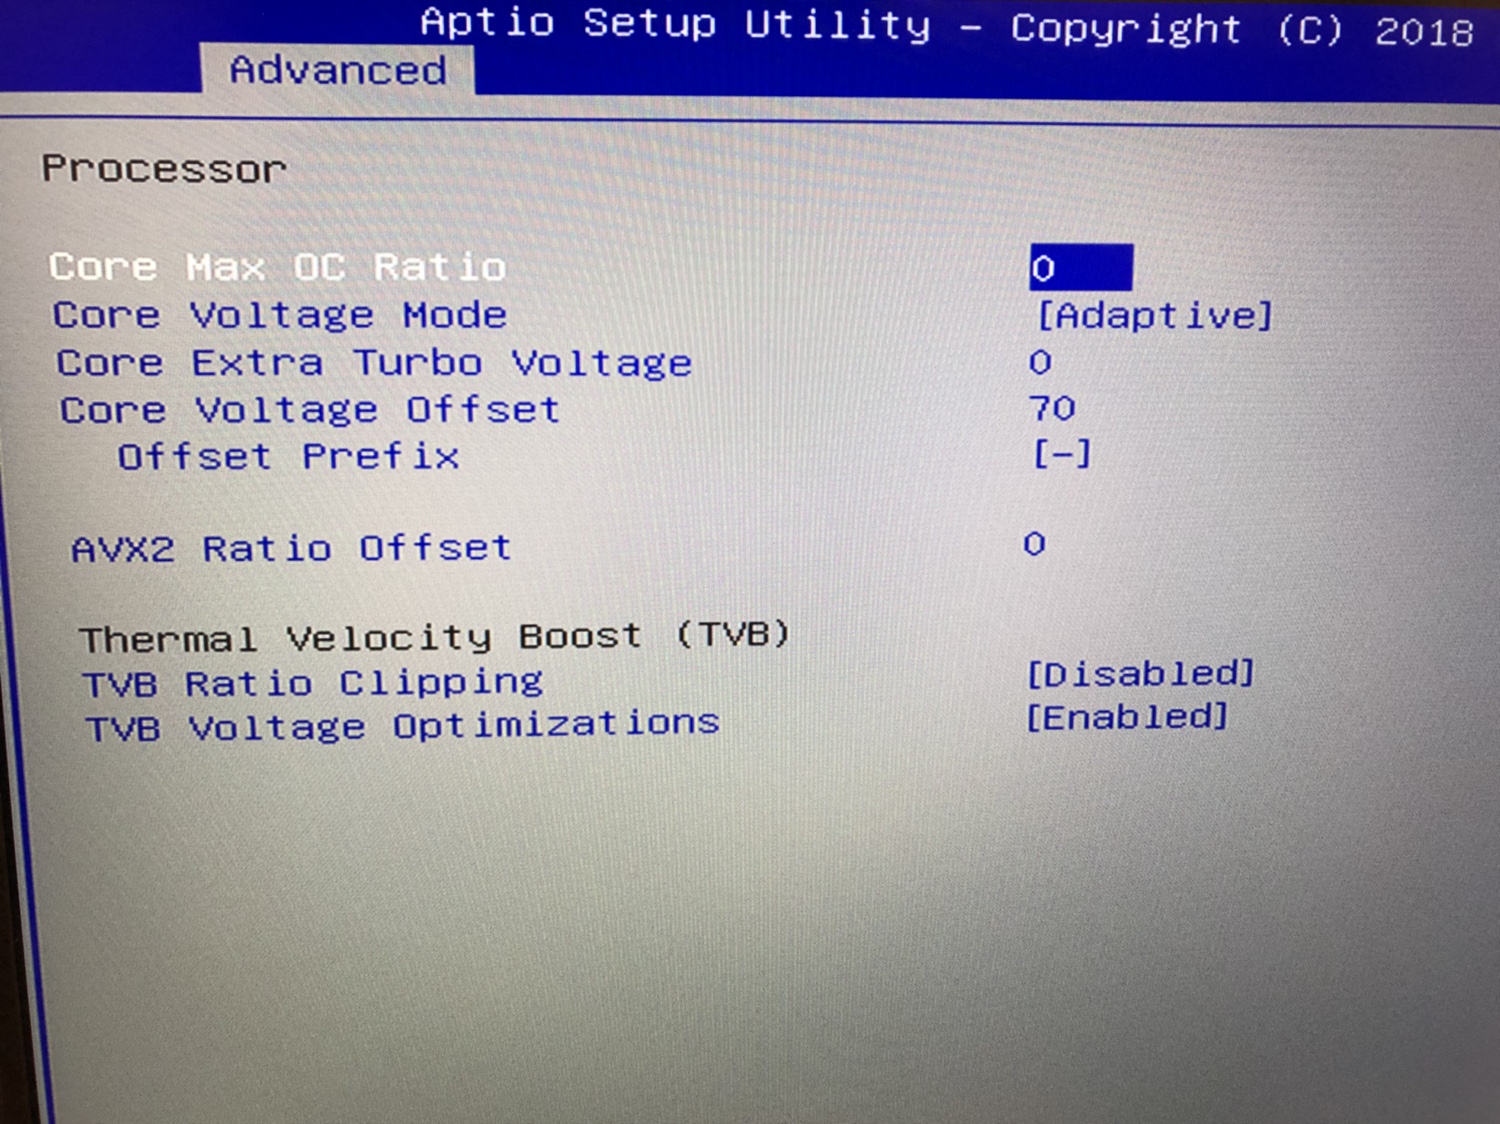 Aptio Setup Utility - Copyright (C) 2018
Advanced
Processor
Core Max OC Ratio 0
Core Voltage Mode [Adaptive]
Core Extra Turbo Voltage 0
Core Voltage Offset 70
Offset Prefix [-]
AVX2 Ratio Offset 0
Thermal Velocity Boost (TVB)
TVB Ratio Clipping [Disabled]
TVB Voltage Optimizations [Enabled]